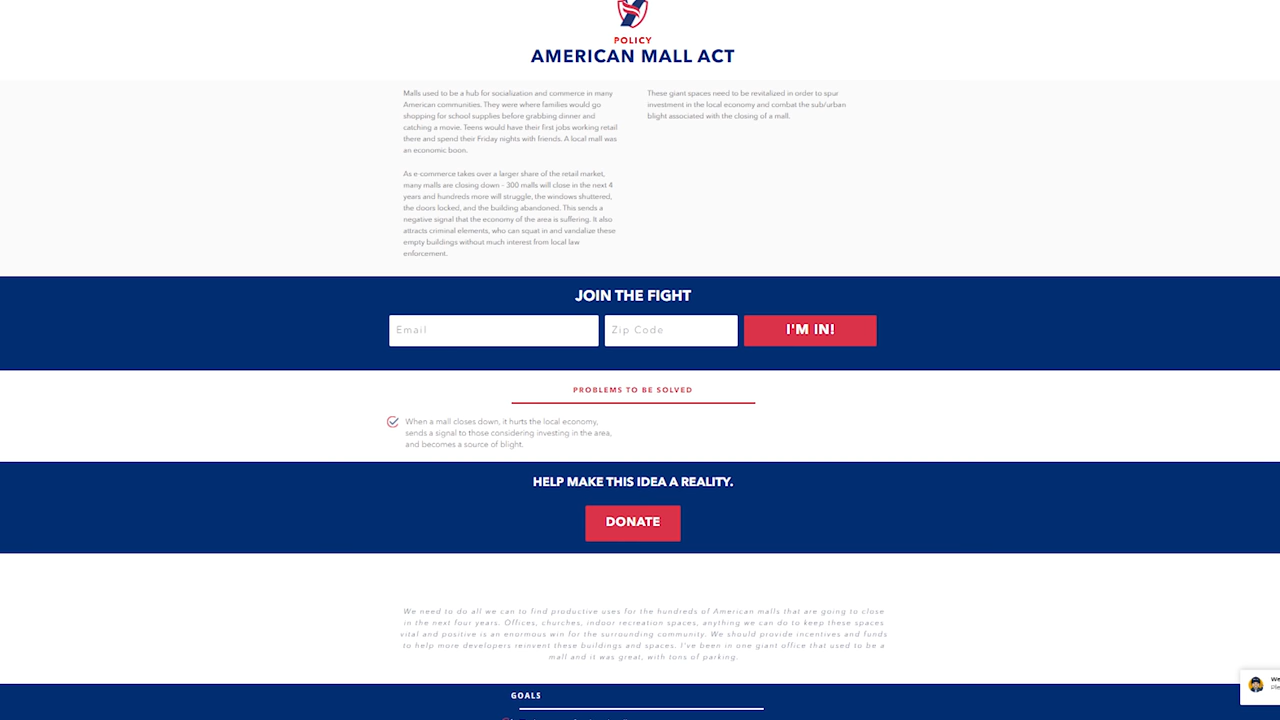 POLICY
AMERICAN MALL ACT
Malls used to be a hub for socialization and commerce in many
American communities. They were where families would go
shopping for school supplies before grabbing dinner and
catching a movie. Teens would have their first jobs working retail
there and spend their Friday nights with friends. A local mall was
an economic boon.
As e-commerce takes over a larger share of the retail market,
many malls are closing down - 300 malls will close in the next 4
years and hundreds more will struggle, the windows shuttered,
the doors locked, and the building abandoned. This sends a
negative signal that the economy of the area is suffering. It also
attracts criminal elements, who can squat in and vandalize these
empty buildings without much interest from local law
enforcement.
These giant spaces need to be revitalized in order to spur
investment in the local economy and combat the sub/urban
blight associated with the closing of a mall.
JOIN THE FIGHT
Email
Zip Code
I'M IN!
PROBLEMS TO BE SOLVED
When a mall closes down, it hurts the local economy,
sends a signal to those considering investing in the area,
and becomes a source of blight.
HELP MAKE THIS IDEA A REALITY.
DONATE
We need to do all we can to find productive uses for the hundreds of American malls that are going to close
in the next four years. Offices, churches, indoor recreation spaces, anything we can do to keep these spaces
vital and positive is an enormous win for the surrounding community. We should provide incentives and funds
to help more developers reinvent these buildings and spaces. I've been in one giant office that used to be a
mall and it was great, with tons of parking.
We
GOALS